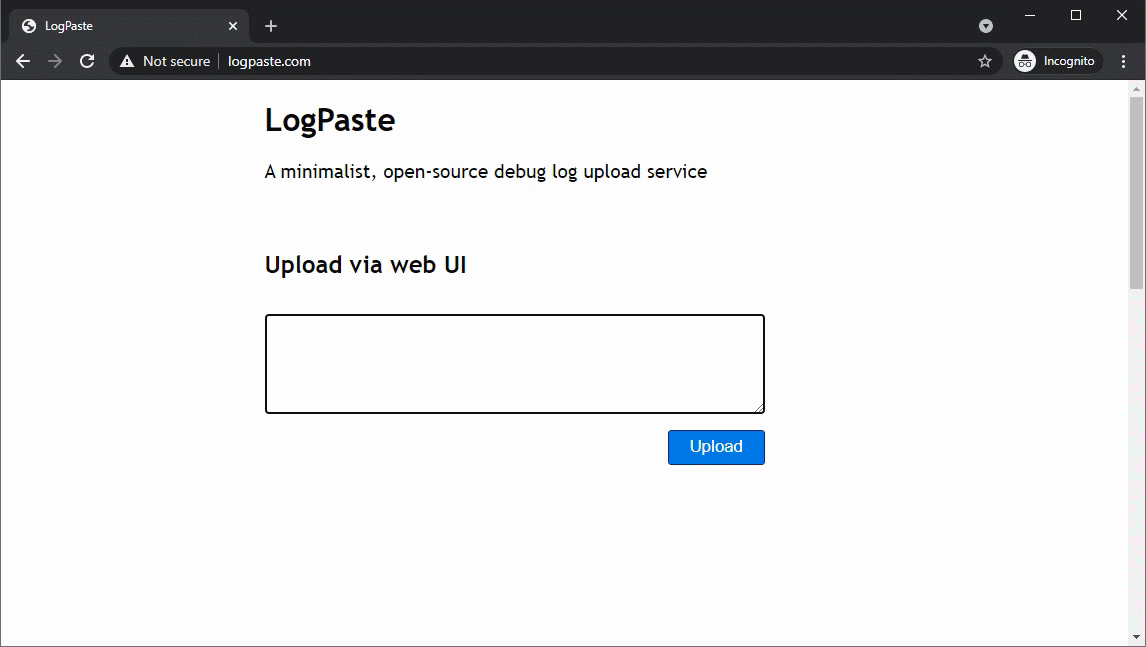 LogPaste
Not secure logpaste.com Incognito
LogPaste
A minimalist, open-source debug log upload service
Upload via web UI
Upload